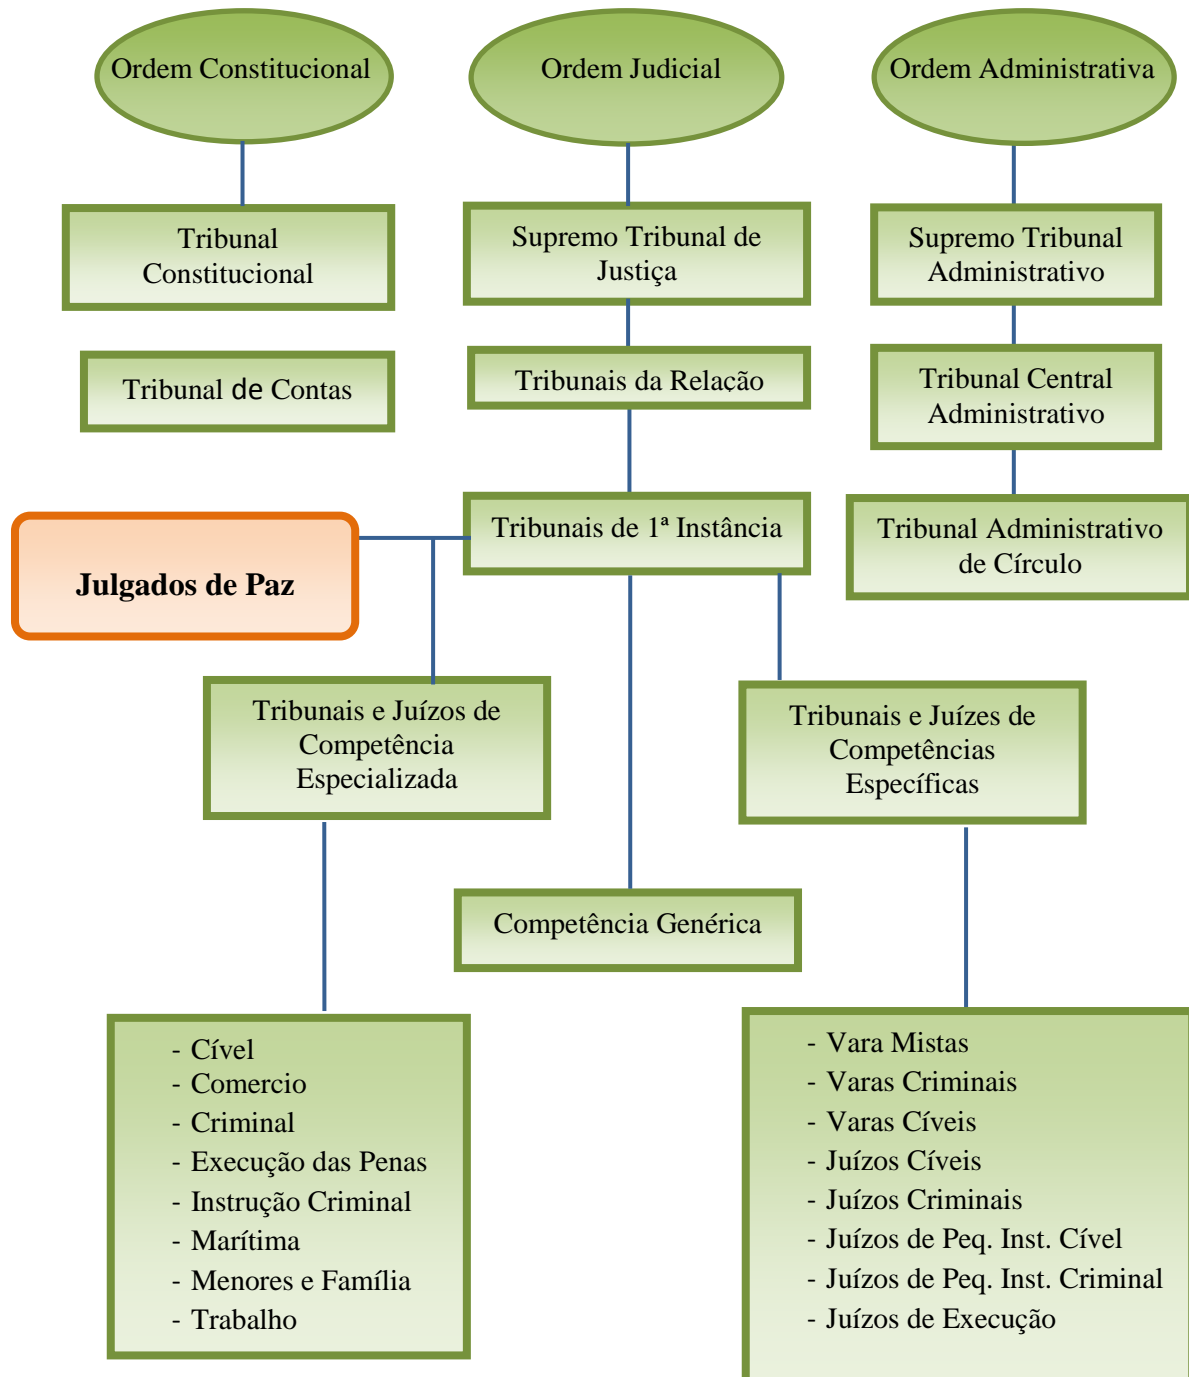 Ordem Constitucional
Ordem Judicial
Ordem Administrativa
Tribunal
Constitucional
Supremo Tribunal de
Justiça
Supremo Tribunal
Administrativo
Tribunal de Contas
Tribunais da Relação
Tribunal Central
Administrativo
Julgados de Paz
Tribunais de 1ª Instância
Tribunal Administrativo
de Círculo
Tribunais e Juízos de
Competência
Especializada
Tribunais e Juízes de
Competências
Específicas
Competência Genérica
- Cível
- Comercio
- Criminal
- Execução das Penas
- Instrução Criminal
- Marítima
- Menores e Família
- Trabalho
- Vara Mistas
- Varas Criminais
- Varas Cíveis
- Juízos Cíveis
- Juízos Criminais
- Juízos de Peq. Inst. Cível
- Juízos de Peq. Inst. Criminal
- Juízos de Execução